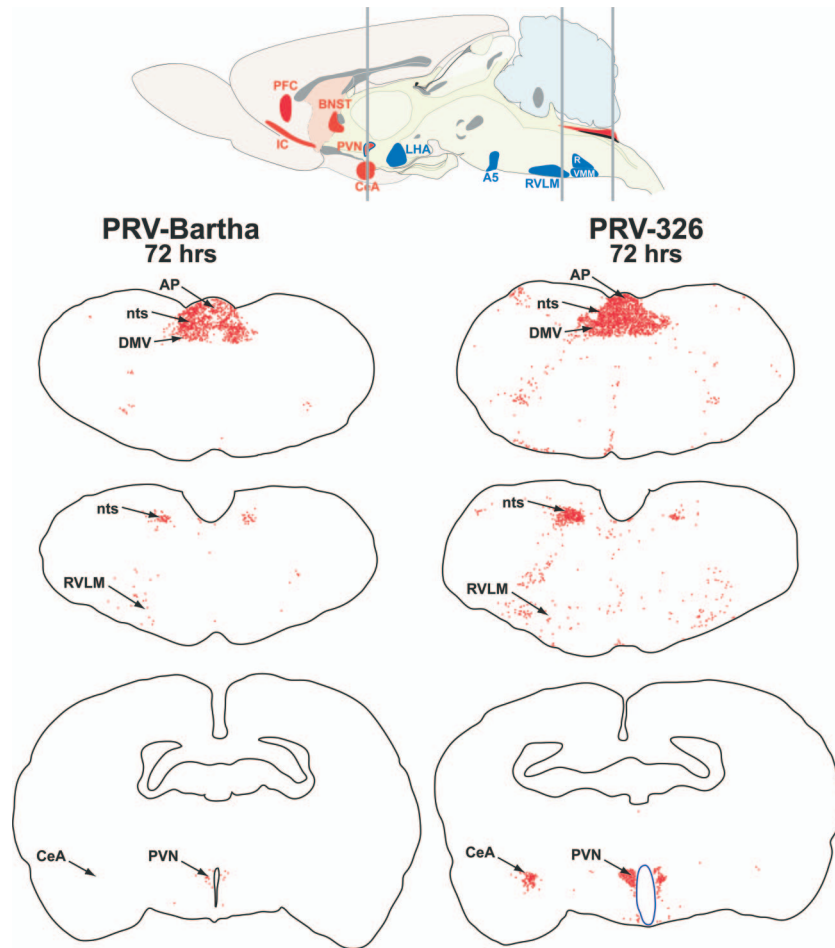 PFC
BNST
IC
PVN
LHA
CeA
A5
RVLM
R
VMM
PRV-Bartha
72 hrs
PRV-326
72 hrs
AP
nts
DMV
AP
nts
DMV
nts
RVLM
nts
RVLM
CeA
PVN
CeA
PVN